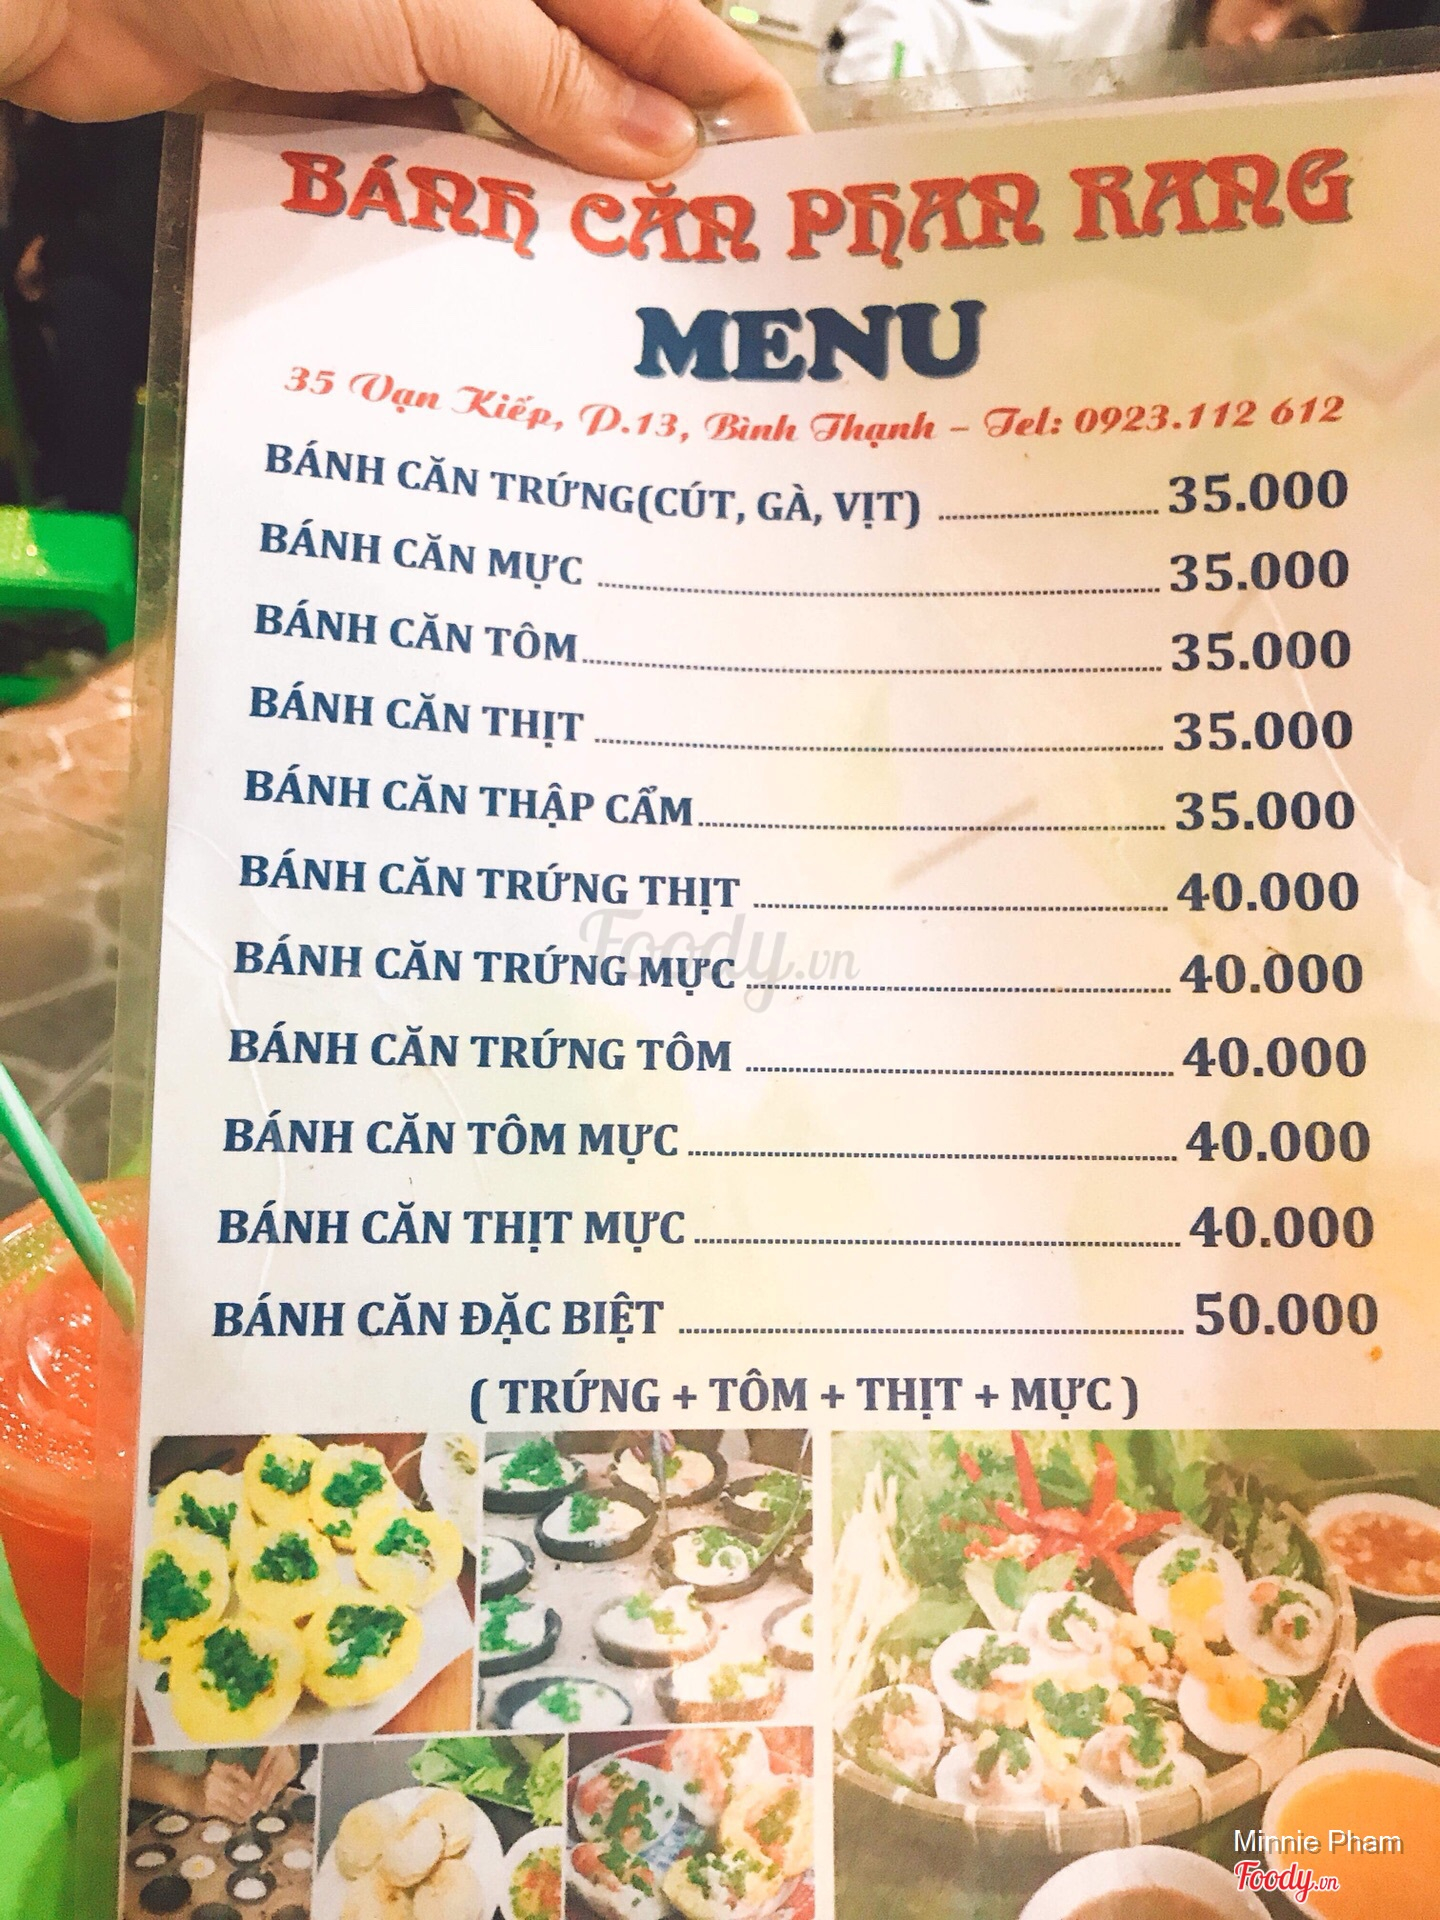 BÁNH CĂN PHAN RANG
MENU
35 Vạn Kiếp, P.13, Bình Thạnh – Tel: 0923.112 612
BÁNH CĂN TRỨNG(CÚT, GÀ, VỊT) 35.000
BÁNH CĂN MỰC 35.000
BÁNH CĂN TÔM 35.000
BÁNH CĂN THỊT 35.000
BÁNH CĂN THẬP CẨM 35.000
BÁNH CĂN TRỨNG THỊT 40.000
BÁNH CĂN TRỨNG MỰC 40.000
BÁNH CĂN TRỨNG TÔM 40.000
BÁNH CĂN TÔM MỰC 40.000
BÁNH CĂN THỊT MỰC 40.000
BÁNH CĂN ĐẶC BIỆT 50.000
( TRỨNG + TÔM + THỊT + MỰC )
Foody.vn
Minnie Pham
Foody.vn